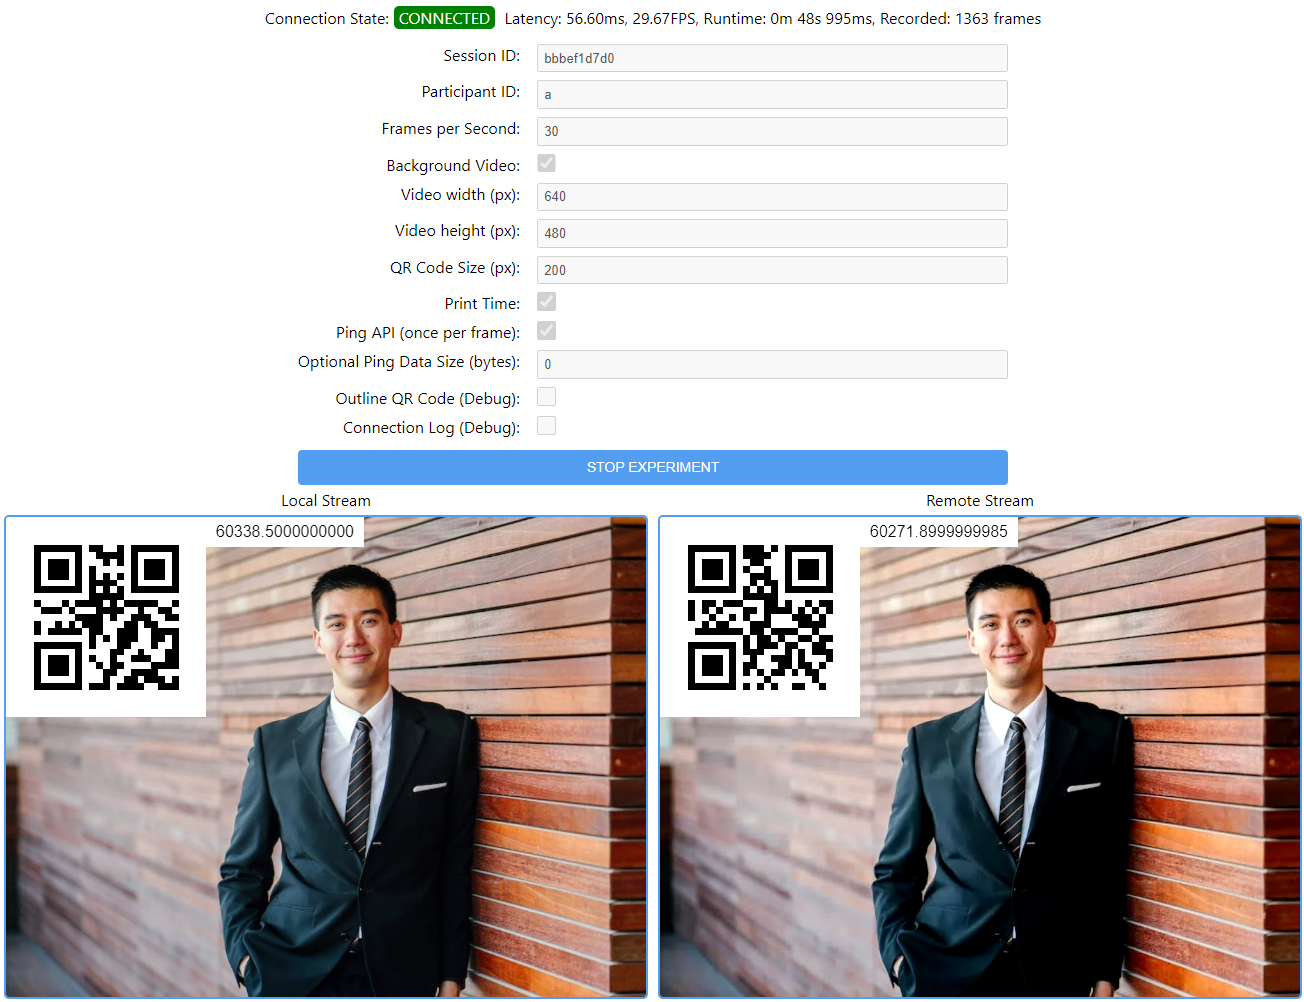 Connection State: CONNECTED Latency: 56.60ms, 29.67FPS, Runtime: 0m 48s 995ms, Recorded: 1363 frames
Session ID: bbbef1d7d0
Participant ID: a
Frames per Second: 30
Background Video:
Video width (px): 640
Video height (px): 480
QR Code Size (px): 200
Print Time:
Ping API (once per frame):
Optional Ping Data Size (bytes): 0
Outline QR Code (Debug):
Connection Log (Debug):
STOP EXPERIMENT
Local Stream Remote Stream
60338.5000000000 60271.8999999985